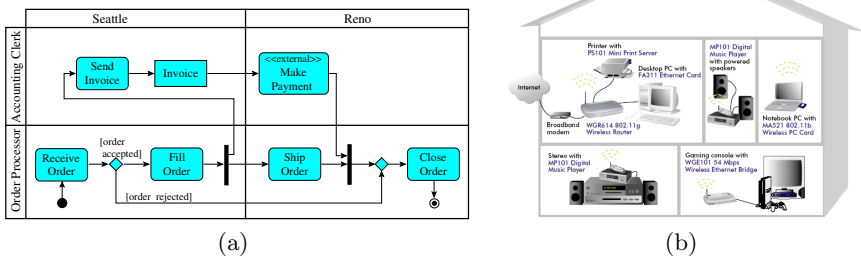 Seattle
Reno
Accounting Clerk
Send
Invoice
Invoice
<<external>>
Make
Payment
Order Processor
Receive
Order
[order
accepted]
Fill
Order
Ship
Order
Close
Order
[order rejected]
(a)
Printer with
PS101 Mini Print Server
Desktop PC with
FA311 Ethernet Card
Internet
Broadband
modem
WGR614 802.11g
Wireless Router
MP101 Digital
Music Player
with powered
speakers
Notebook PC with
MA521 802.11b
Wireless PC Card
Stereo with
MP101 Digital
Music Player
Gaming console with
WGE101 54 Mbps
Wireless Ethernet Bridge
(b)